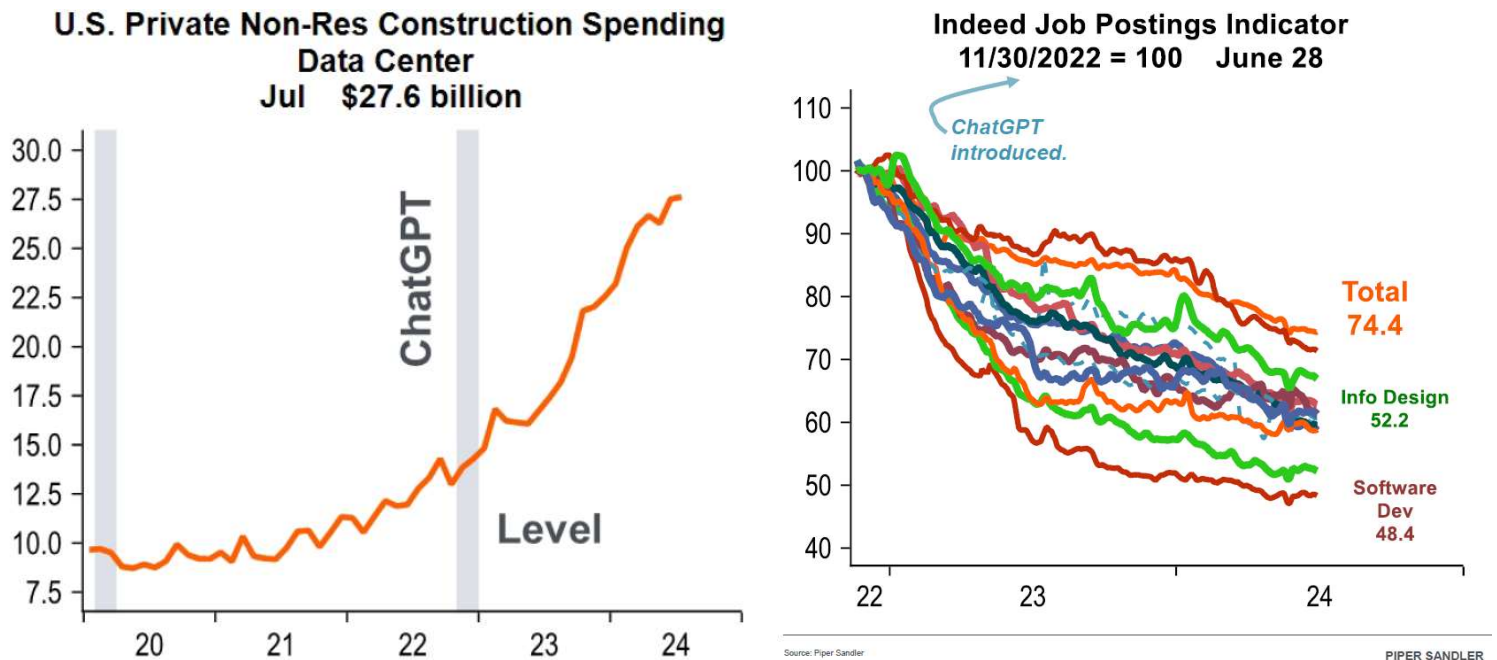 U.S. Private Non-Res Construction Spending
Data Center
Jul $27.6 billion
30.0
27.5
25.0
22.5
20.0
17.5
15.0
12.5
10.0
7.5
ChatGPT
Level
20 21 22 23 24
Indeed Job Postings Indicator
11/30/2022 = 100 June 28
ChatGPT
introduced.
110
100
90
80
70
60
50
40
Total
74.4
Info Design
52.2
Software
Dev
48.4
22 23 24
Source: Piper Sandler
PIPER SANDLER